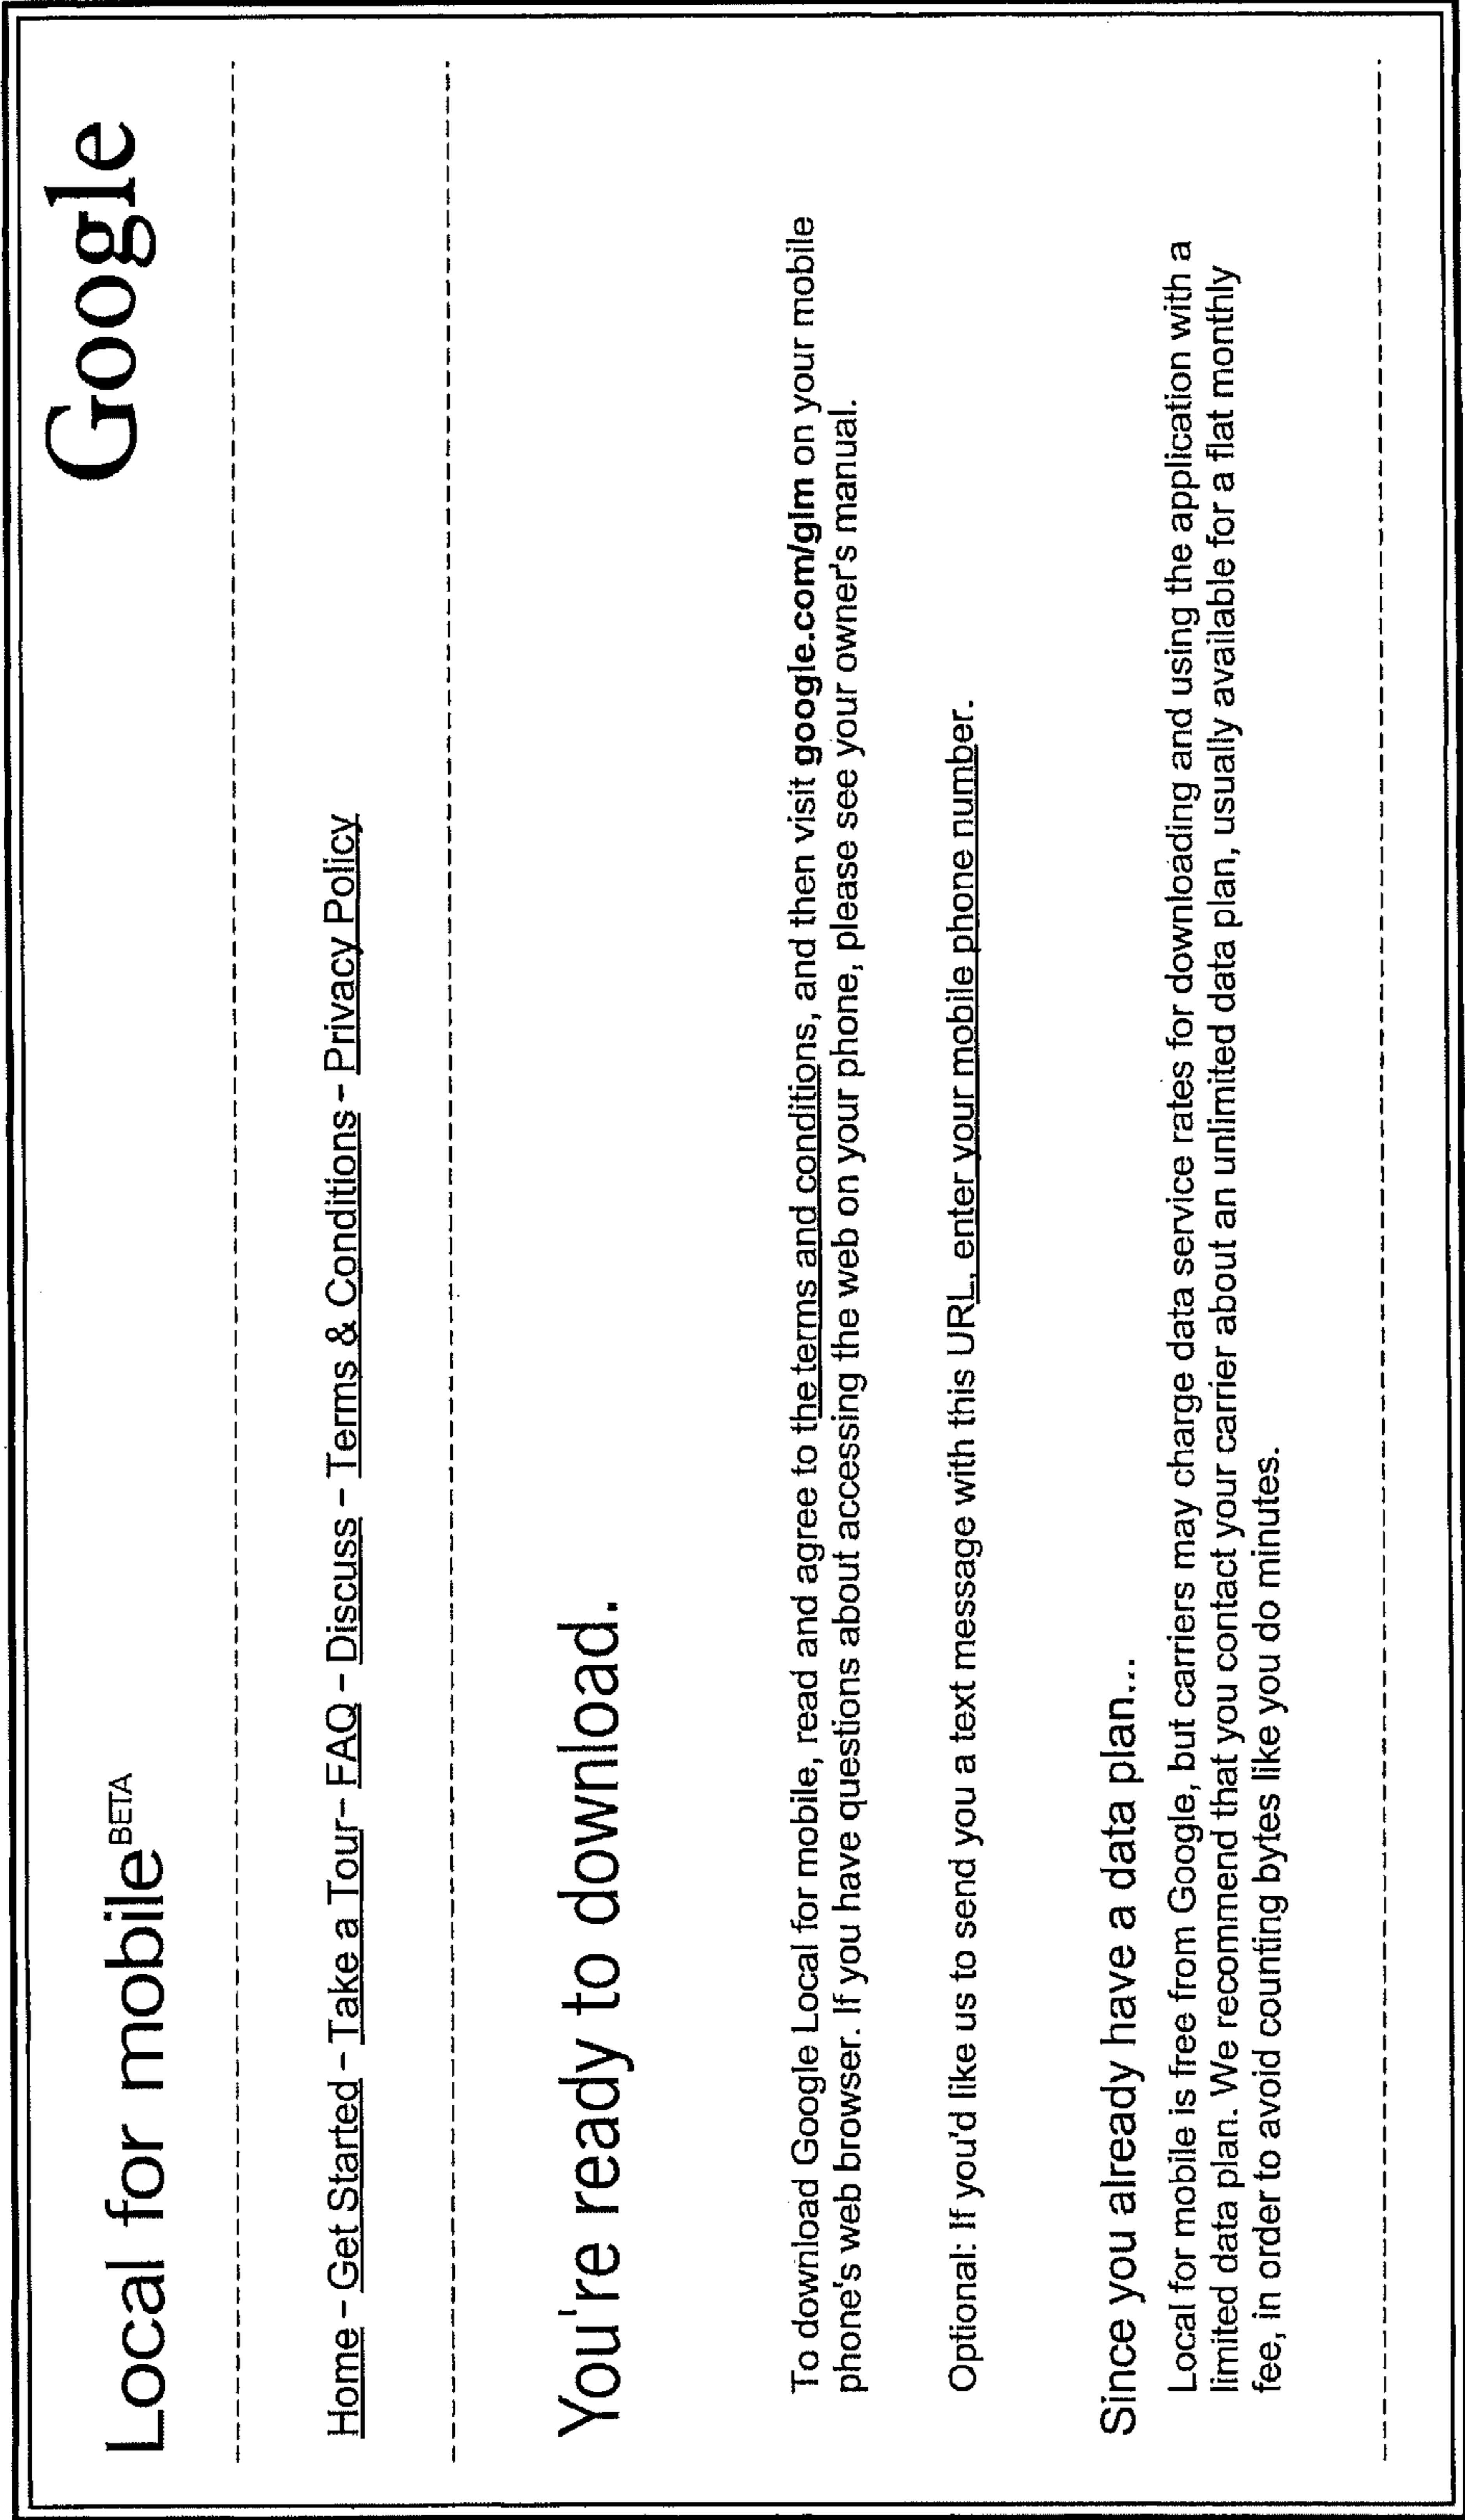 Local for mobile BETA
Google
Home - Get Started - Take a Tour - FAQ - Discuss - Terms & Conditions - Privacy Policy
You're ready to download.
To download Google Local for mobile, read and agree to the terms and conditions, and then visit google.com/glm on your mobile
phone's web browser. If you have questions about accessing the web on your phone, please see your owner's manual.
Optional: If you'd like us to send you a text message with this URL, enter your mobile phone number.
Since you already have a data plan...
Local for mobile is free from Google, but carriers may charge data service rates for downloading and using the application with a
limited data plan. We recommend that you contact your carrier about an unlimited data plan, usually available for a flat monthly
fee, in order to avoid counting bytes like you do minutes.